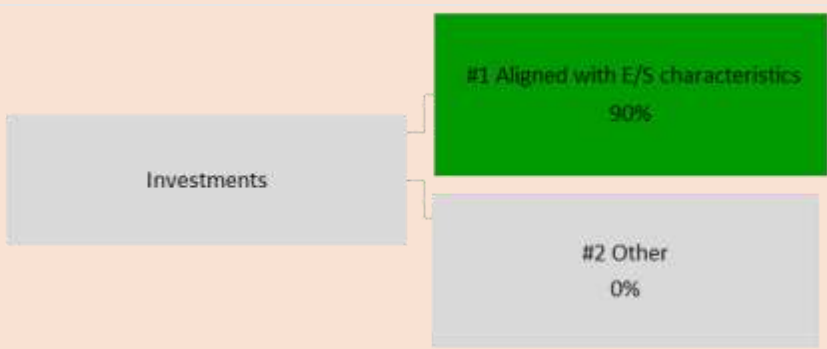 Investments
#1 Aligned with E/S characteristics
90%
#2 Other
0%